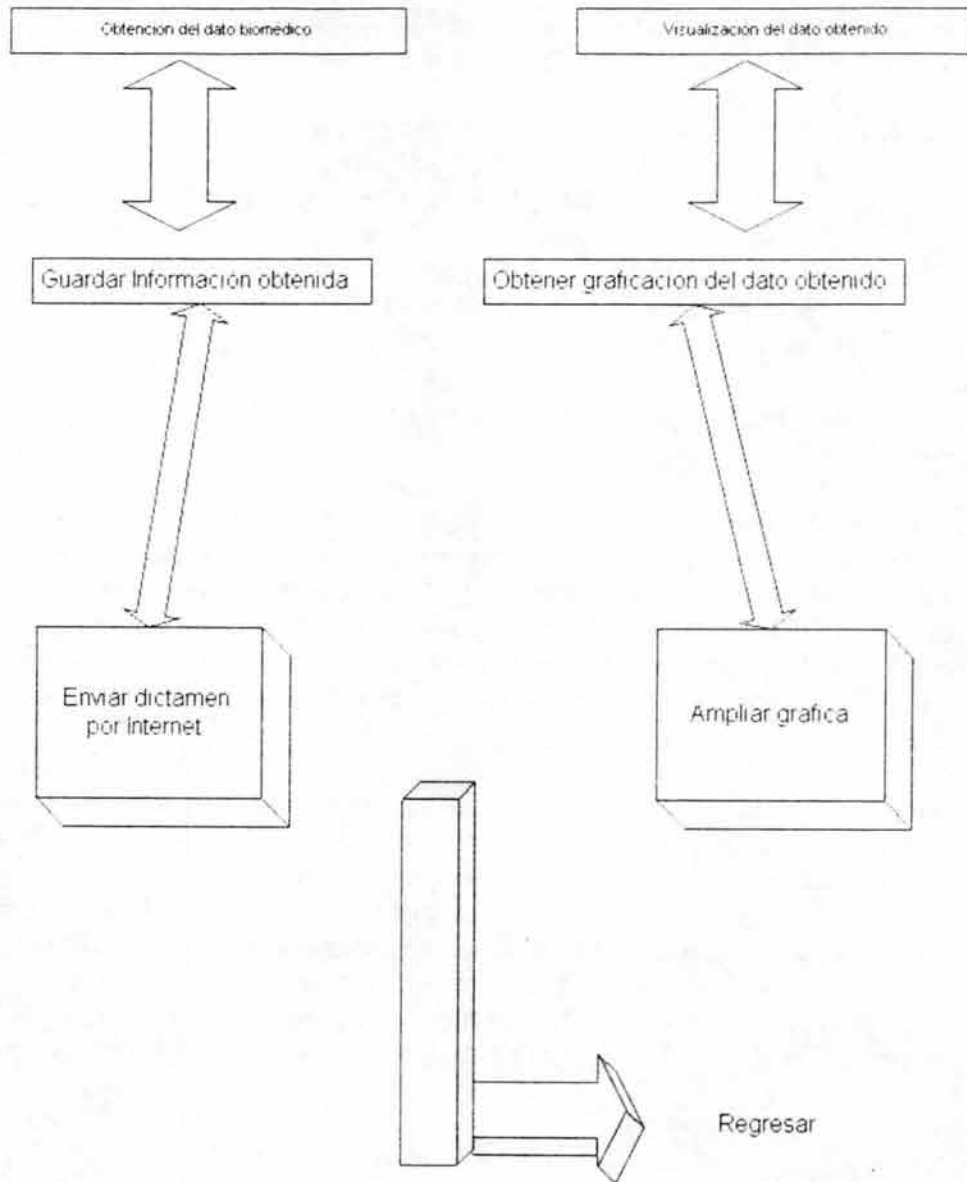 Obtención del dato biomédico
Visualización del dato obtenido
Guardar Información obtenida
Obtener graficacion del dato obtenido
Enviar dictamen
por Internet
Ampliar grafica
Regresar